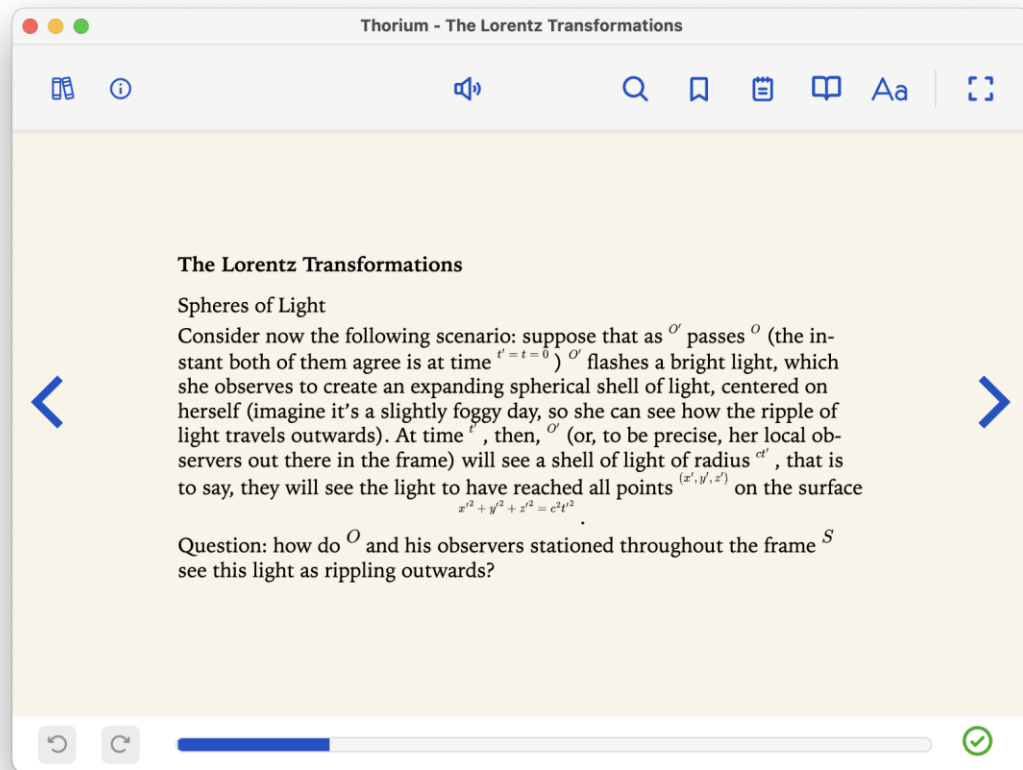 Thorium - The Lorentz Transformations
Aa
The Lorentz Transformations
Spheres of Light
Consider now the following scenario: suppose that as O′ passes O (the in-
stant both of them agree is at time t′ = t = 0 ) O′ flashes a bright light, which
she observes to create an expanding spherical shell of light, centered on
herself (imagine it's a slightly foggy day, so she can see how the ripple of
light travels outwards). At time t′ , then, O′ (or, to be precise, her local ob-
servers out there in the frame) will see a shell of light of radius ct′ , that is
to say, they will see the light to have reached all points (x′, y′, z′) on the surface
x′² + y′² + z′² = c²t′² .
Question: how do O and his observers stationed throughout the frame S
see this light as rippling outwards?